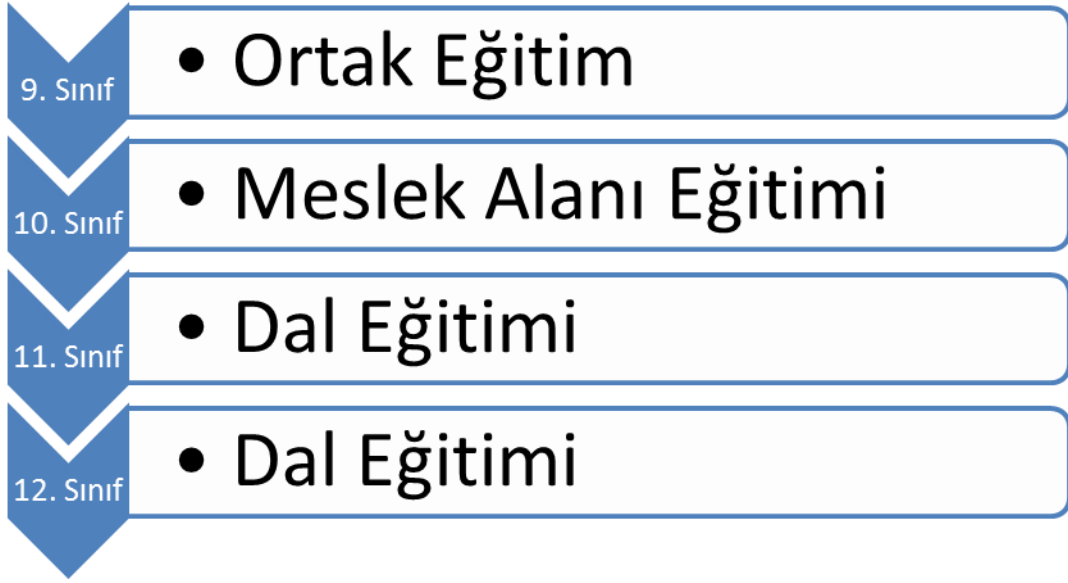 9. Sınıf
• Ortak Eğitim
10. Sınıf
• Meslek Alanı Eğitimi
11. Sınıf
• Dal Eğitimi
12. Sınıf
• Dal Eğitimi